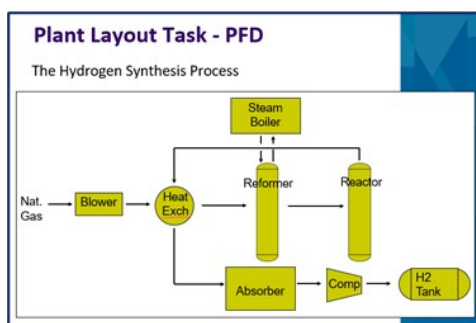 Plant Layout Task - PFD
The Hydrogen Synthesis Process
Steam
Boiler
Nat.
Gas
Blower
Heat
Exch
Reformer
Reactor
Absorber
Comp
H2
Tank